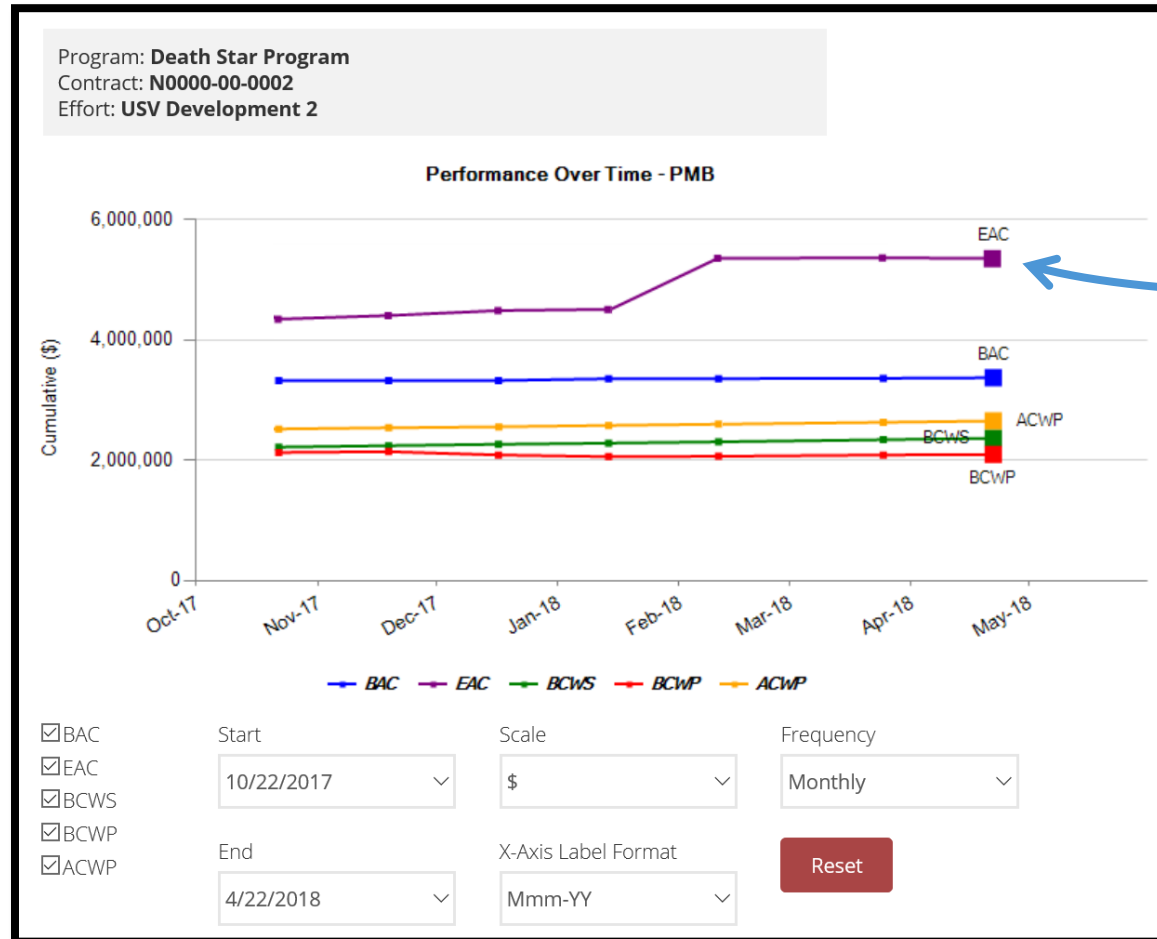 Program: Death Star Program
Contract: N0000-00-0002
Effort: USV Development 2
Performance Over Time - PMB
Cumulative ($)
6,000,000
4,000,000
2,000,000
0
EAC
BAC
ACWP
BCWS
BCWP
Oct-17 Nov-17 Dec-17 Jan-18 Feb-18 Mar-18 Apr-18 May-18
BAC EAC BCWS BCWP ACWP
BAC
EAC
BCWS
BCWP
ACWP
Start Scale Frequency
10/22/2017 $ Monthly
End X-Axis Label Format
Reset
4/22/2018 Mmm-YY